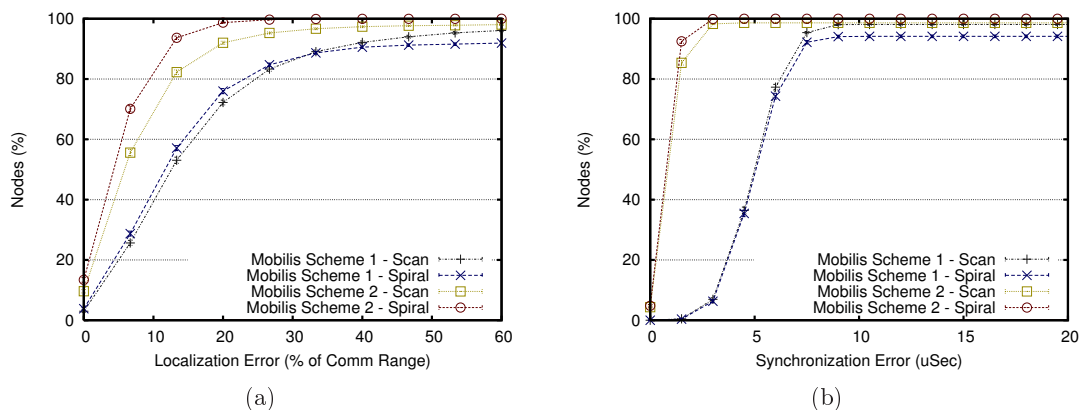 100
80
60
40
20
0
Nodes (%)
Mobilis Scheme 1 - Scan
Mobilis Scheme 1 - Spiral
Mobilis Scheme 2 - Scan
Mobilis Scheme 2 - Spiral
0 10 20 30 40 50 60
Localization Error (% of Comm Range)
(a)
100
80
60
40
20
0
Nodes (%)
Mobilis Scheme 1 - Scan
Mobilis Scheme 1 - Spiral
Mobilis Scheme 2 - Scan
Mobilis Scheme 2 - Spiral
0 5 10 15 20
Synchronization Error (uSec)
(b)